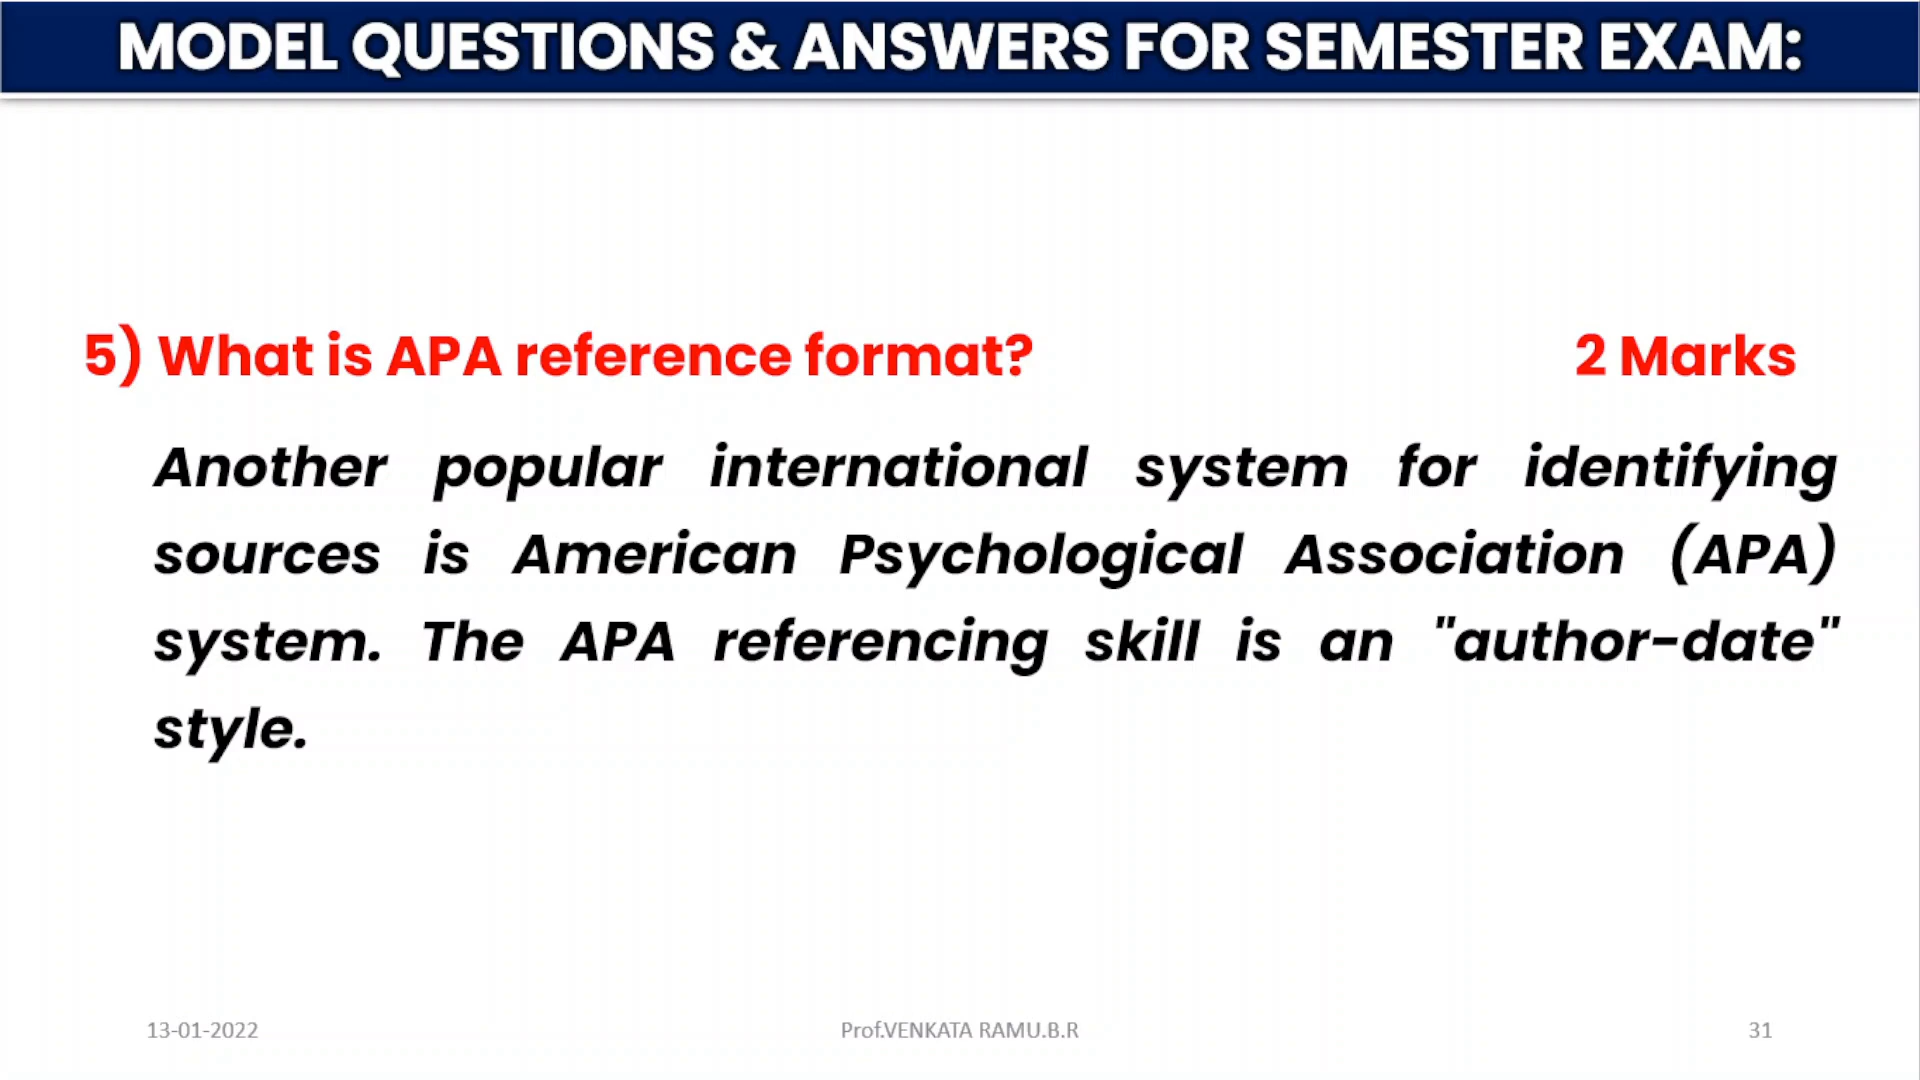 MODEL QUESTIONS & ANSWERS FOR SEMESTER EXAM:
5) What is APA reference format? 2 Marks
Another popular international system for identifying
sources is American Psychological Association (APA)
system. The APA referencing skill is an "author-date"
style.
13-01-2022 Prof.VENKATA RAMU.B.R 31